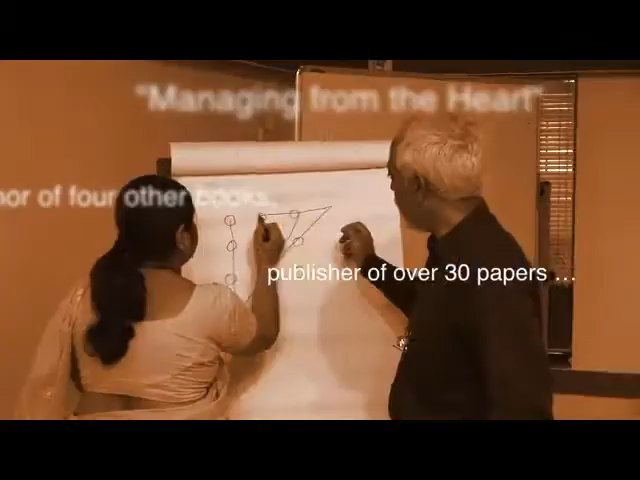 "Managing from the Heart"
hor of four other books,
publisher of over 30 papers ...